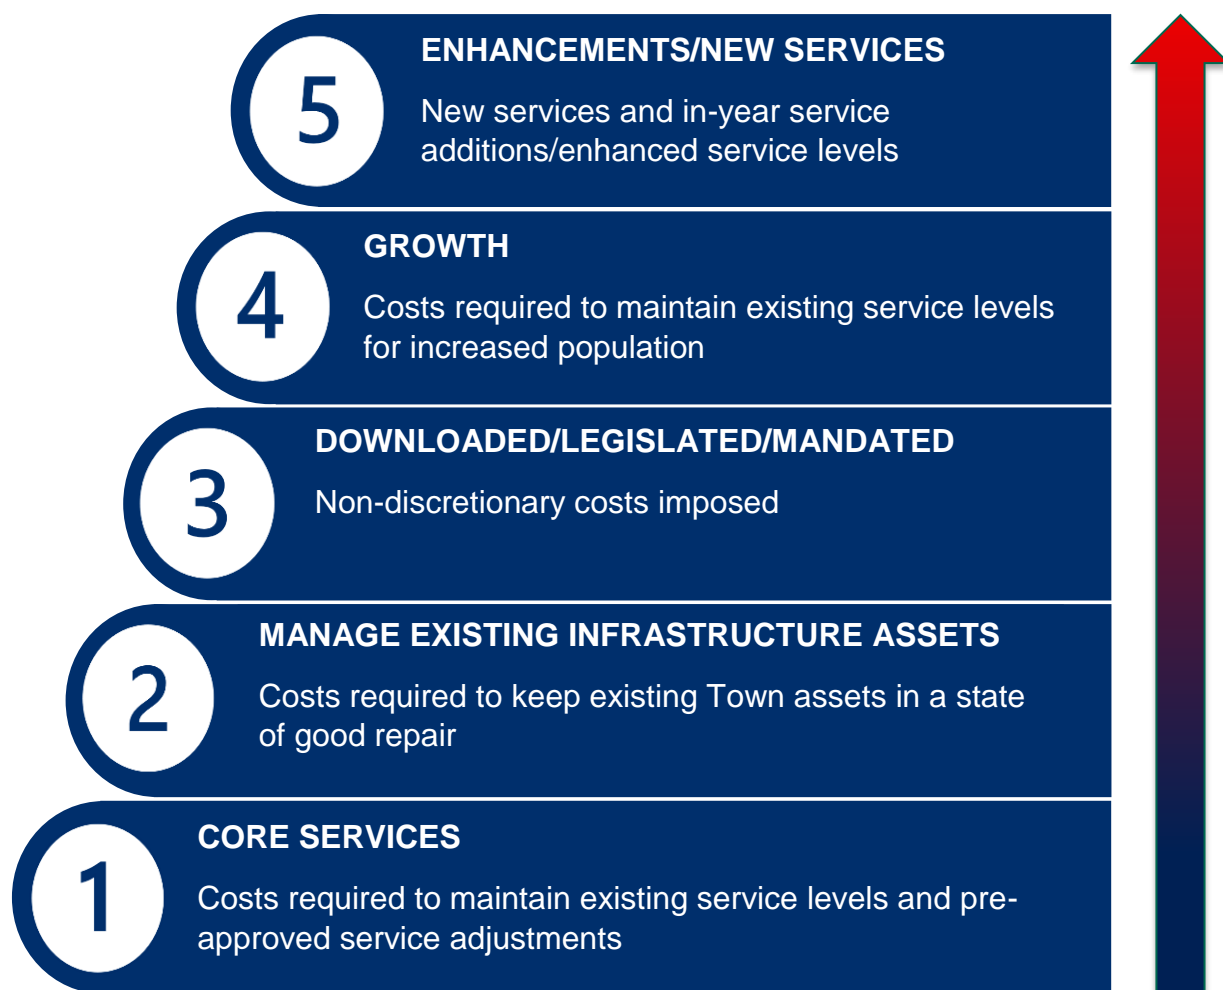 5
ENHANCEMENTS/NEW SERVICES
New services and in-year service
additions/enhanced service levels
4
GROWTH
Costs required to maintain existing service levels
for increased population
3
DOWNLOADED/LEGISLATED/MANDATED
Non-discretionary costs imposed
2
MANAGE EXISTING INFRASTRUCTURE ASSETS
Costs required to keep existing Town assets in a state
of good repair
1
CORE SERVICES
Costs required to maintain existing service levels and pre-
approved service adjustments